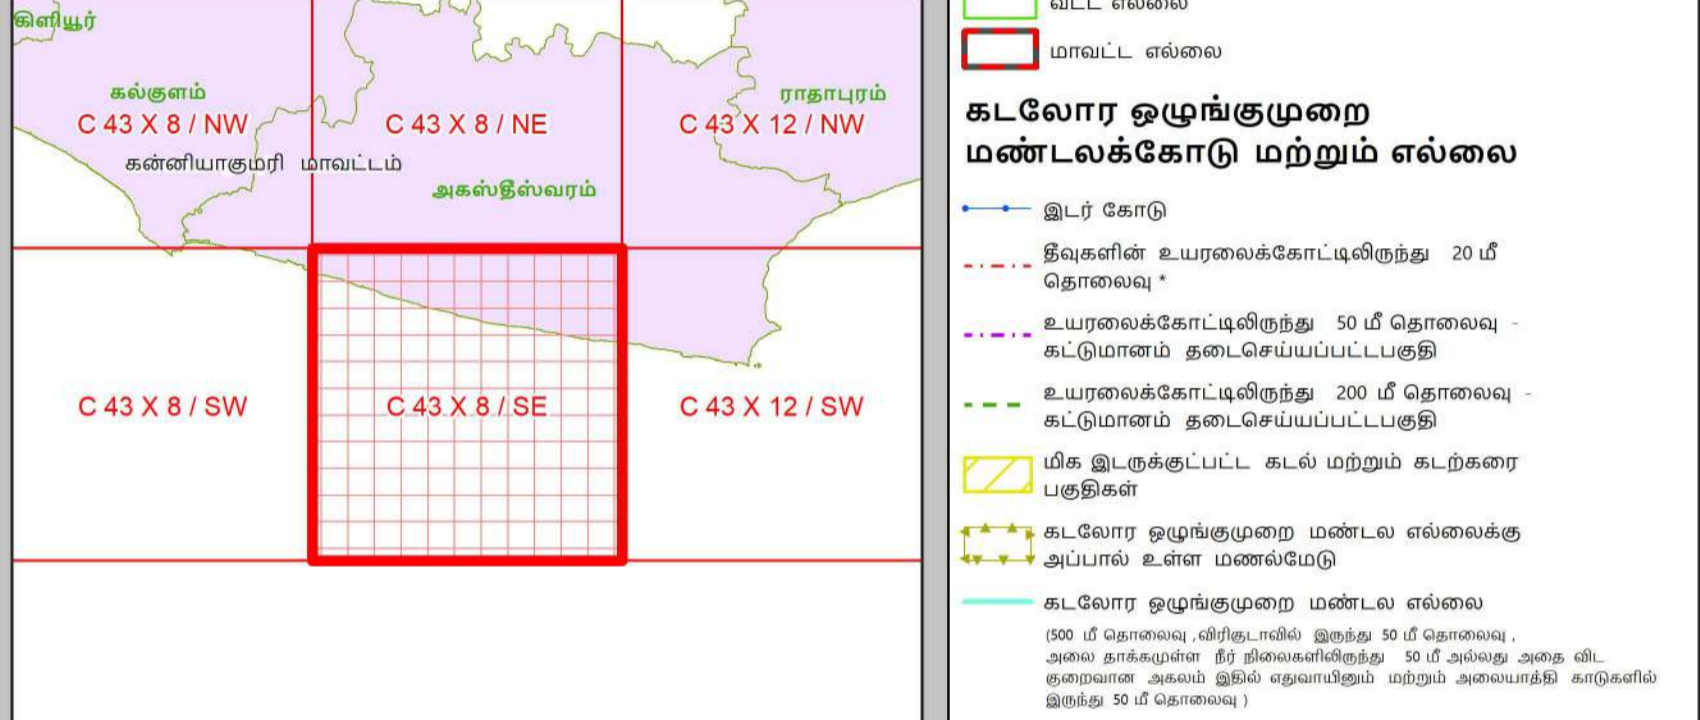 கிளியூர்
கல்குளம்
ராதாபுரம்
C 43 X 8 / NW
C 43 X 8 / NE
C 43 X 12 / NW
கன்னியாகுமரி மாவட்டம்
அகஸ்தீஸ்வரம்
C 43 X 8 / SW
C 43 X 8 / SE
C 43 X 12 / SW
வட்ட எல்லை
மாவட்ட எல்லை
கடலோர ஒழுங்குமுறை
மண்டலக்கோடு மற்றும் எல்லை
இடர் கோடு
தீவுகளின் உயரலைக்கோட்டிலிருந்து 20 மீ
தொலைவு *
உயரலைக்கோட்டிலிருந்து 50 மீ தொலைவு -
கட்டுமானம் தடைசெய்யப்பட்டபகுதி
உயரலைக்கோட்டிலிருந்து 200 மீ தொலைவு -
கட்டுமானம் தடைசெய்யப்பட்டபகுதி
மிக இடருக்குட்பட்ட கடல் மற்றும் கடற்கரை
பகுதிகள்
கடலோர ஒழுங்குமுறை மண்டல எல்லைக்கு
அப்பால் உள்ள மணல்மேடு
கடலோர ஒழுங்குமுறை மண்டல எல்லை
(500 மீ தொலைவு ,விரிகுடாவில் இருந்து 50 மீ தொலைவு ,
அலை தாக்கமுள்ள நீர் நிலைகளிலிருந்து 50 மீ அல்லது அதை விட
குறைவான அகலம் இதில் எதுவாயினும் மற்றும் அலையாத்தி காடுகளில்
இருந்து 50 மீ தொலைவு )